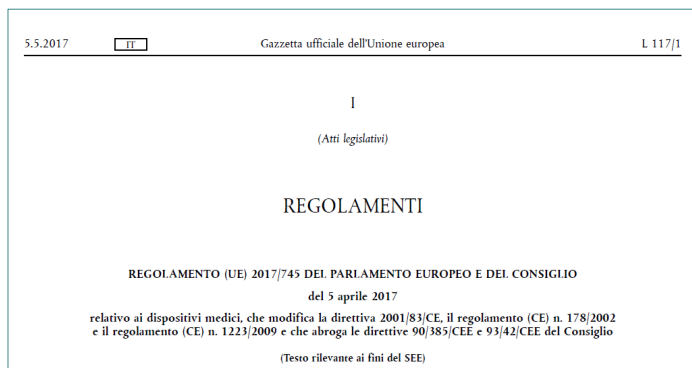 5.5.2017 IT Gazzetta ufficiale dell'Unione europea L 117/1
I
(Atti legislativi)
REGOLAMENTI
REGOLAMENTO (UE) 2017/745 DEL PARLAMENTO EUROPEO E DEL CONSIGLIO
del 5 aprile 2017
relativo ai dispositivi medici, che modifica la direttiva 2001/83/CE, il regolamento (CE) n. 178/2002
e il regolamento (CE) n. 1223/2009 e che abroga le direttive 90/385/CEE e 93/42/CEE del Consiglio
(Testo rilevante ai fini del SEE)